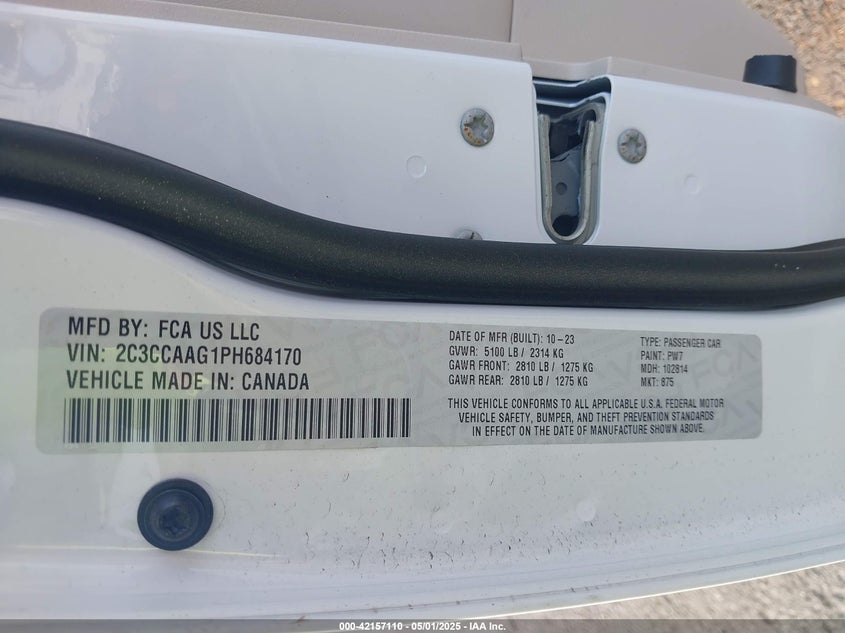 MFD BY: FCA US LLC
VIN: 2C3CCAAG1PH684170
VEHICLE MADE IN: CANADA
DATE OF MFR (BUILT): 10-23
GVWR: 5100 LB / 2314 KG
GAWR FRONT: 2810 LB / 1275 KG
GAWR REAR: 2810 LB / 1275 KG
TYPE: PASSENGER CAR
PAINT: PW7
MDH: 102814
MKT: 875
THIS VEHICLE CONFORMS TO ALL APPLICABLE U.S.A. FEDERAL MOTOR
VEHICLE SAFETY, BUMPER, AND THEFT PREVENTION STANDARDS
IN EFFECT ON THE DATE OF MANUFACTURE SHOWN ABOVE.
000-42157110 - 05/01/2025 - IAA Inc.